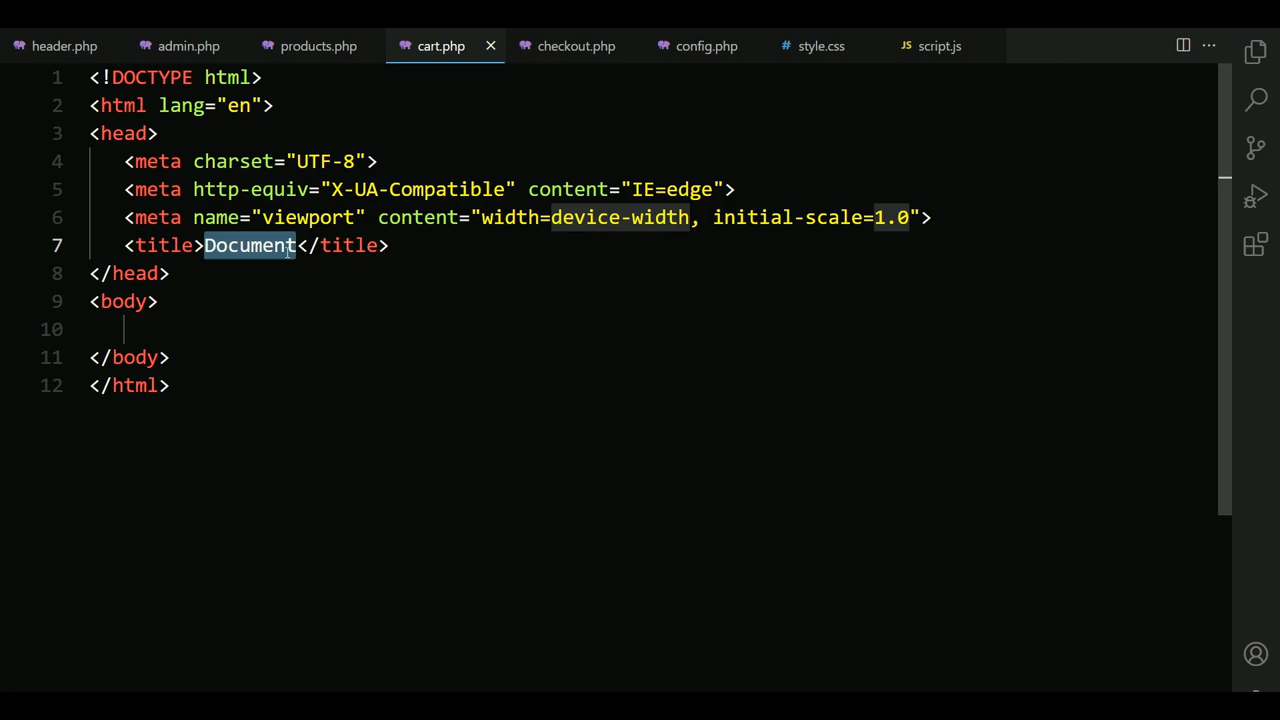 header.php admin.php products.php cart.php checkout.php config.php # style.css JS script.js
1 <!DOCTYPE html>
2 <html lang="en">
3 <head>
4 <meta charset="UTF-8">
5 <meta http-equiv="X-UA-Compatible" content="IE=edge">
6 <meta name="viewport" content="width=device-width, initial-scale=1.0">
7 <title>Document</title>
8 </head>
9 <body>
10
11 </body>
12 </html>